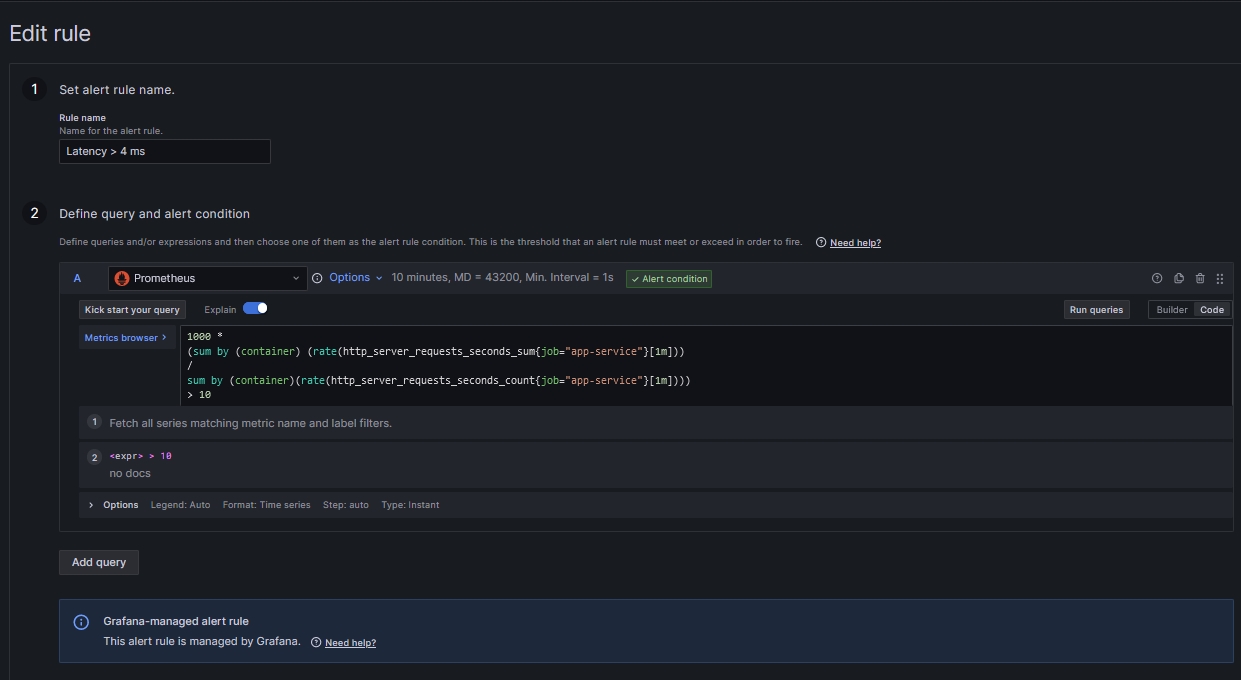 Edit rule
1 Set alert rule name.
Rule name
Name for the alert rule.
Latency > 4 ms
2 Define query and alert condition
Define queries and/or expressions and then choose one of them as the alert rule condition. This is the threshold that an alert rule must meet or exceed in order to fire. Need help?
A Prometheus Options 10 minutes, MD = 43200, Min. Interval = 1s Alert condition
Kick start your query Explain Run queries Builder Code
Metrics browser >
1000 *
(sum by (container) (rate(http_server_requests_seconds_sum{job="app-service"}[1m]))
/
sum by (container)(rate(http_server_requests_seconds_count{job="app-service"}[1m])))
> 10
1 Fetch all series matching metric name and label filters.
2 <expr> > 10
no docs
> Options Legend: Auto Format: Time series Step: auto Type: Instant
Add query
Grafana-managed alert rule
This alert rule is managed by Grafana. Need help?